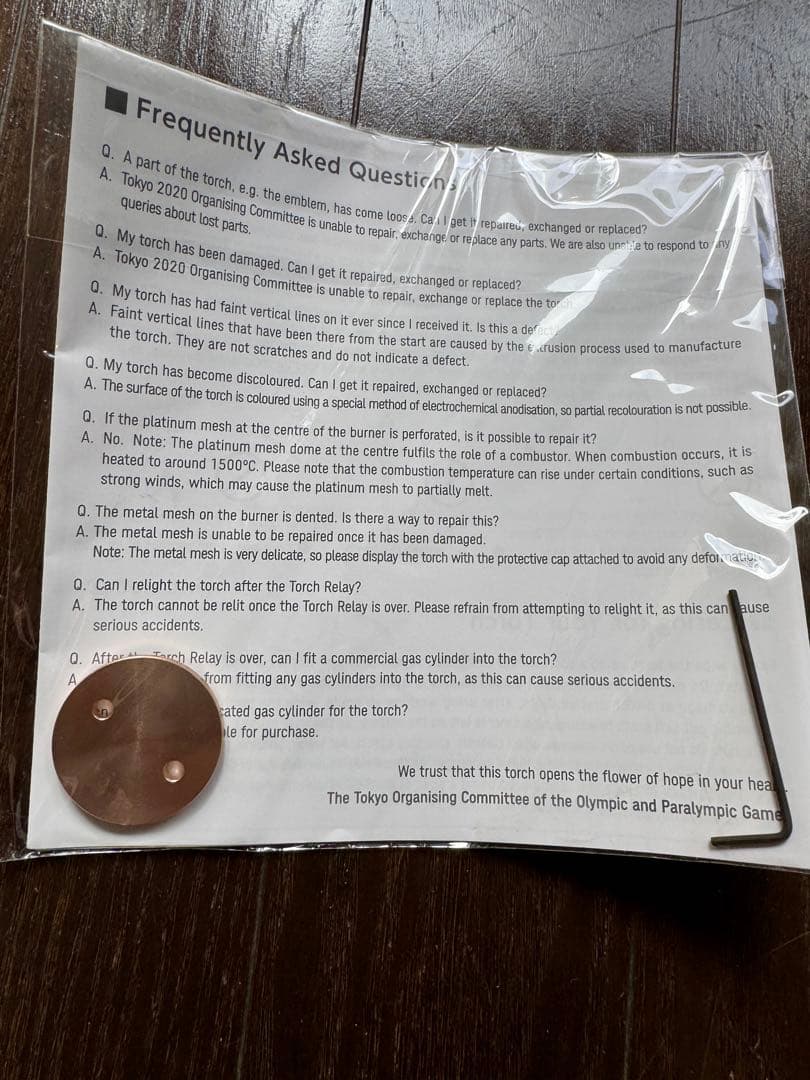 ■ Frequently Asked Questions
Q. A part of the torch, e.g. the emblem, has come loose. Can I get it repaired, exchanged or replaced?
A. Tokyo 2020 Organising Committee is unable to repair, exchange or replace any parts. We are also unable to respond to any
queries about lost parts.
Q. My torch has been damaged. Can I get it repaired, exchanged or replaced?
A. Tokyo 2020 Organising Committee is unable to repair, exchange or replace the torch.
Q. My torch has had faint vertical lines on it ever since I received it. Is this a defect?
A. Faint vertical lines that have been there from the start are caused by the extrusion process used to manufacture
the torch. They are not scratches and do not indicate a defect.
Q. My torch has become discoloured. Can I get it repaired, exchanged or replaced?
A. The surface of the torch is coloured using a special method of electrochemical anodisation, so partial recolouration is not possible.
Q. If the platinum mesh at the centre of the burner is perforated, is it possible to repair it?
A. No. Note: The platinum mesh dome at the centre fulfils the role of a combustor. When combustion occurs, it is
heated to around 1500°C. Please note that the combustion temperature can rise under certain conditions, such as
strong winds, which may cause the platinum mesh to partially melt.
Q. The metal mesh on the burner is dented. Is there a way to repair this?
A. The metal mesh is unable to be repaired once it has been damaged.
Note: The metal mesh is very delicate, so please display the torch with the protective cap attached to avoid any deformation.
Q. Can I relight the torch after the Torch Relay?
A. The torch cannot be relit once the Torch Relay is over. Please refrain from attempting to relight it, as this can cause
serious accidents.
Q. After the Torch Relay is over, can I fit a commercial gas cylinder into the torch?
A from fitting any gas cylinders into the torch, as this can cause serious accidents.
gas cylinder for the torch?
for purchase.
We trust that this torch opens the flower of hope in your
The Tokyo Organising Committee of the Olympic and Paralympic Game